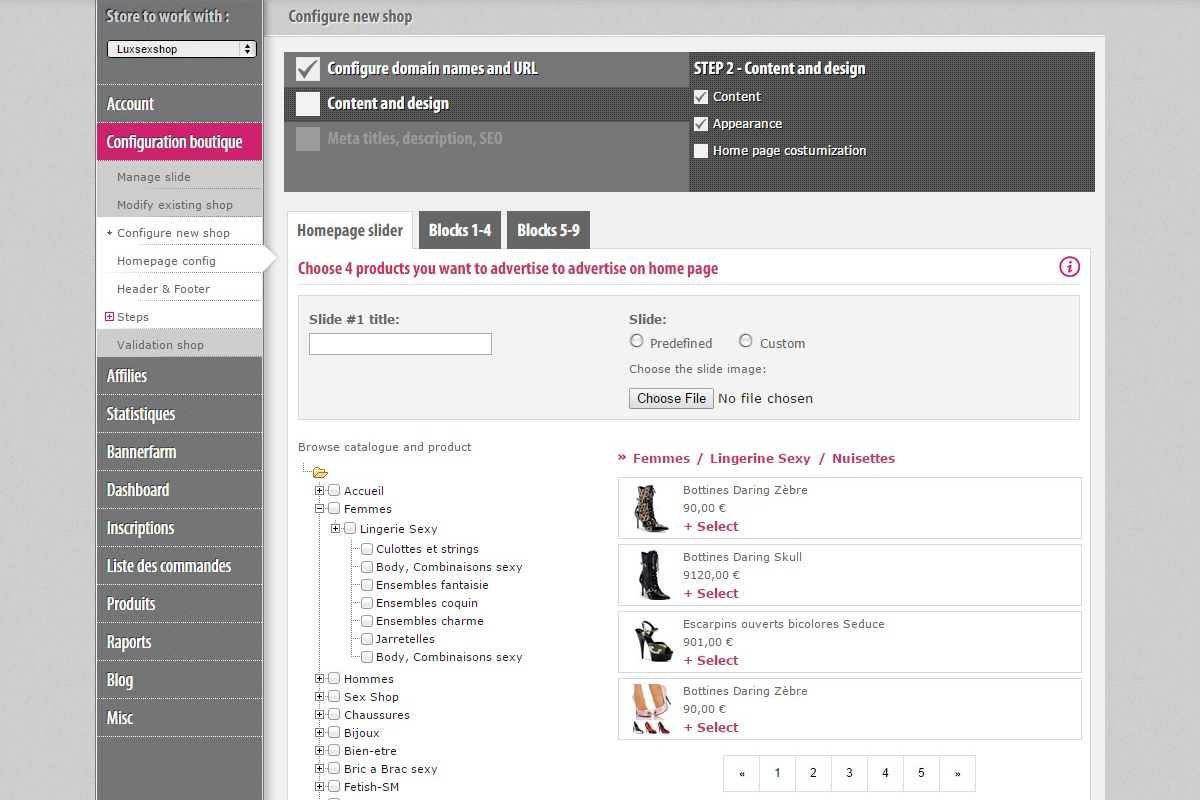 Store to work with :
Luxsexshop
Account
Configuration boutique
Manage slide
Modify existing shop
Configure new shop
Homepage config
Header & Footer
Steps
Validation shop
Affilies
Statistiques
Bannerfarm
Dashboard
Inscriptions
Liste des commandes
Produits
Raports
Blog
Misc
Configure new shop
Configure domain names and URL
Content and design
Meta titles, description, SEO
STEP 2 - Content and design
Content
Appearance
Home page costumization
Homepage slider
Blocks 1-4
Blocks 5-9
Choose 4 products you want to advertise to advertise on home page
Slide #1 title:
Slide:
Predefined
Custom
Choose the slide image:
Choose File No file chosen
Browse catalogue and product
Accueil
Femmes
Lingerie Sexy
Culottes et strings
Body, Combinaisons sexy
Ensembles fantaisie
Ensembles coquin
Ensembles charme
Jarretelles
Body, Combinaisons sexy
Hommes
Sex Shop
Chaussures
Bijoux
Bien-etre
Bric a Brac sexy
Fetish-SM
» Femmes / Lingerine Sexy / Nuisettes
Bottines Daring Zèbre
90,00 €
+ Select
Bottines Daring Skull
9120,00 €
+ Select
Escarpins ouverts bicolores Seduce
901,00 €
+ Select
Bottines Daring Zèbre
90,00 €
+ Select
« 1 2 3 4 5 »